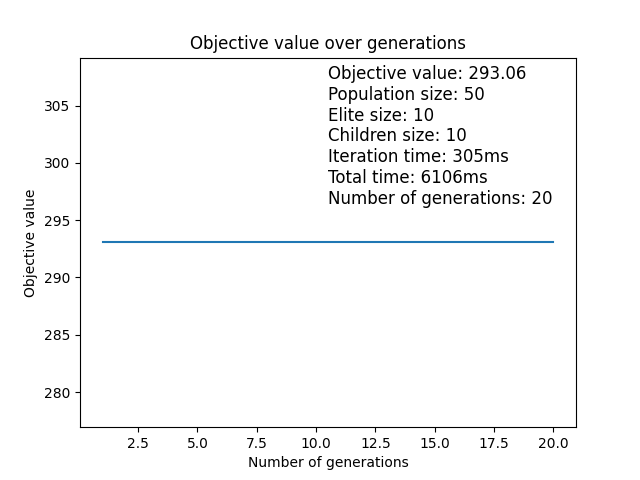 Objective value over generations
Objective value: 293.06
Population size: 50
Elite size: 10
Children size: 10
Iteration time: 305ms
Total time: 6106ms
Number of generations: 20
Objective value
305
300
295
290
285
280
2.5 5.0 7.5 10.0 12.5 15.0 17.5 20.0
Number of generations